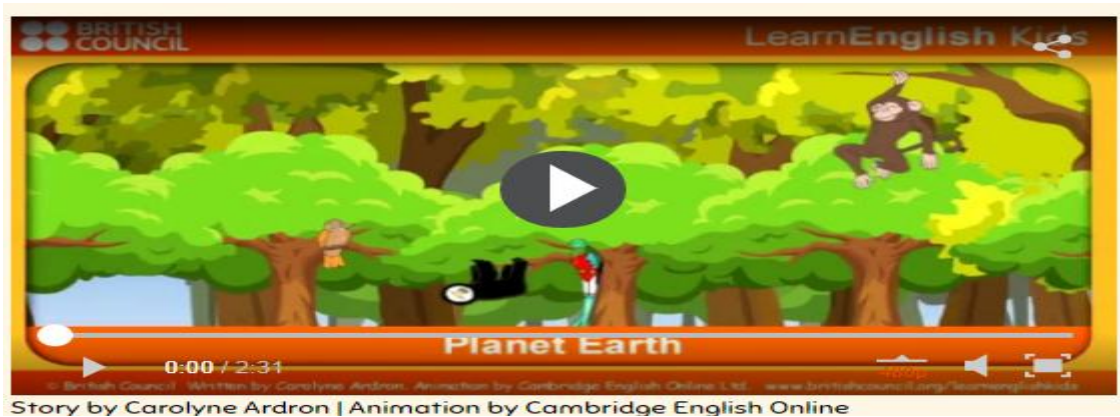 BRITISH
COUNCIL
LearnEnglish Kids
Planet Earth
0:00 / 2:31
480p
© British Council Written by Carolyne Ardron. Animation by Cambridge English Online Ltd. www.britishcouncil.org/learnenglishkids
Story by Carolyne Ardron | Animation by Cambridge English Online